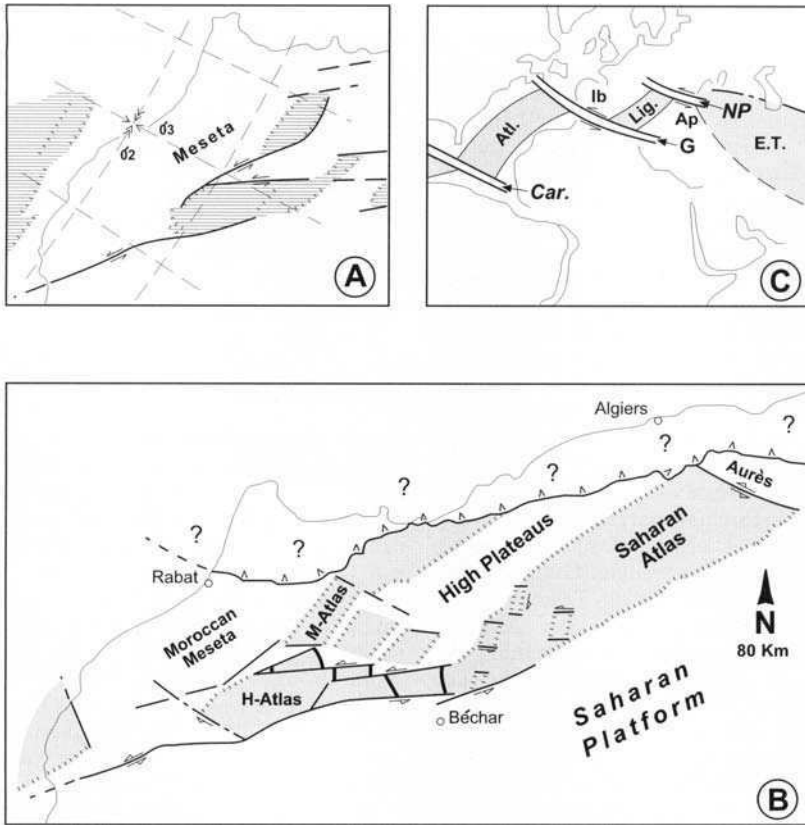 σ3
σ2
Meseta
A
Ib
Atl.
Lig.
Ap
NP
G
E.T.
Car.
C
Algiers
?
?
?
?
?
?
Aurès
Rabat
High Plateaus
Saharan
Atlas
M-Atlas
Moroccan
Meseta
N
80 Km
H-Atlas
Béchar
Saharan
Platform
B